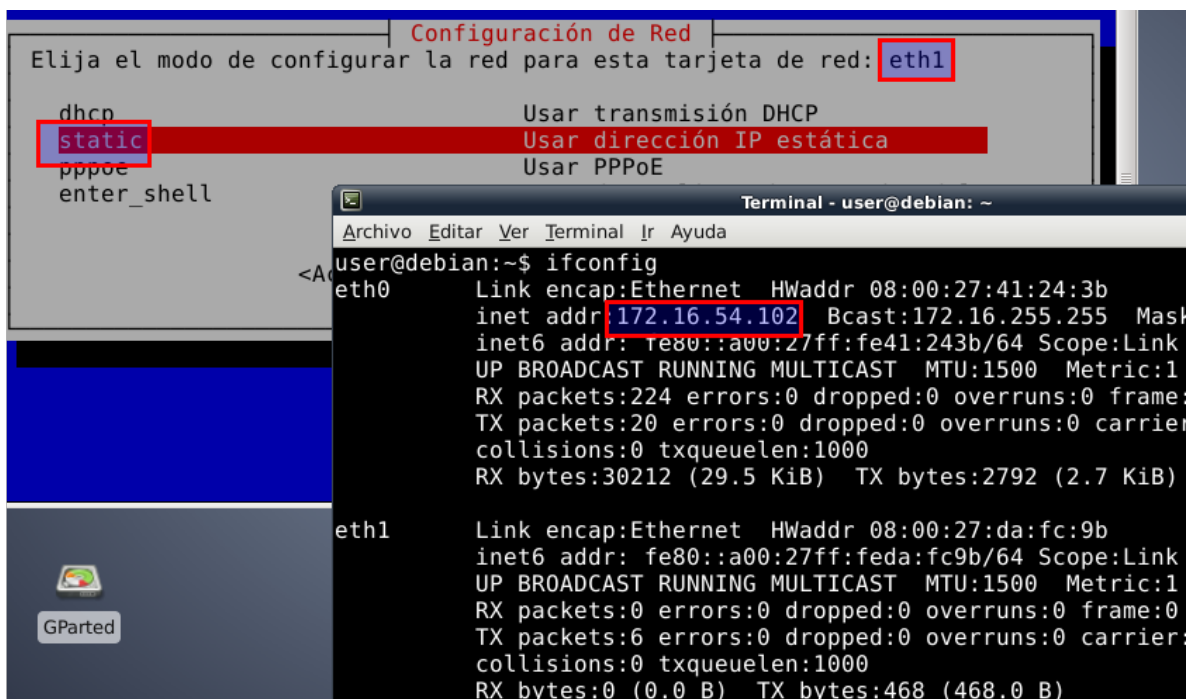 Configuración de Red
Elija el modo de configurar la red para esta tarjeta de red: eth1
dhcp Usar transmisión DHCP
static Usar dirección IP estática
pppoe Usar PPPoE
enter_shell
Terminal - user@debian: ~
Archivo Editar Ver Terminal Ir Ayuda
user@debian:~$ ifconfig
eth0 Link encap:Ethernet HWaddr 08:00:27:41:24:3b
inet addr:172.16.54.102 Bcast:172.16.255.255 Mask
inet6 addr: fe80::a00:27ff:fe41:243b/64 Scope:Link
UP BROADCAST RUNNING MULTICAST MTU:1500 Metric:1
RX packets:224 errors:0 dropped:0 overruns:0 frame:
TX packets:20 errors:0 dropped:0 overruns:0 carrier
collisions:0 txqueuelen:1000
RX bytes:30212 (29.5 KiB) TX bytes:2792 (2.7 KiB)
eth1 Link encap:Ethernet HWaddr 08:00:27:da:fc:9b
inet6 addr: fe80::a00:27ff:feda:fc9b/64 Scope:Link
UP BROADCAST RUNNING MULTICAST MTU:1500 Metric:1
RX packets:0 errors:0 dropped:0 overruns:0 frame:0
TX packets:6 errors:0 dropped:0 overruns:0 carrier:
collisions:0 txqueuelen:1000
RX bytes:0 (0.0 B) TX bytes:468 (468.0 B)
GParted